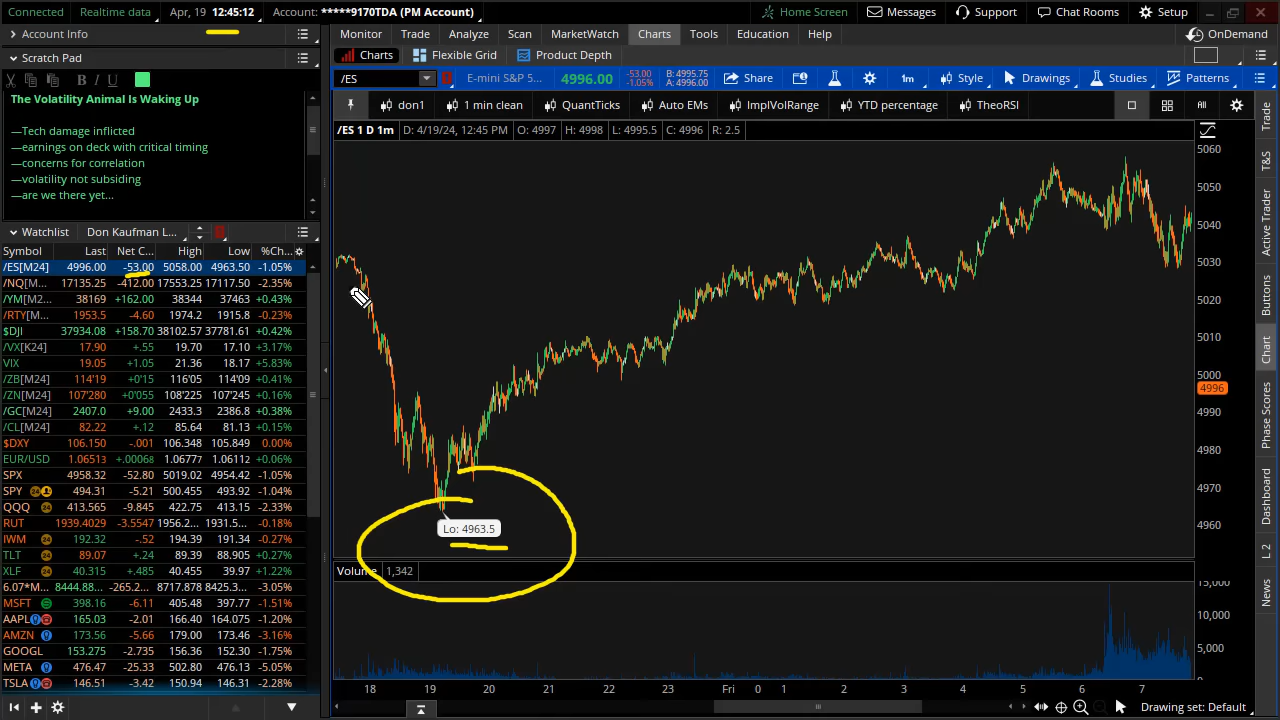 Connected Realtime data Apr, 19 12:45:12 Account: *****9170TDA (PM Account) Home Screen Messages Support Chat Rooms Setup
Account Info
Monitor Trade Analyze Scan MarketWatch Charts Tools Education Help OnDemand
Scratch Pad
Charts Flexible Grid Product Depth
B I U
/ES E-mini S&P 5... 4996.00 -53.00 -1.05% B: 4995.75 A: 4996.00 Share 1m Style Drawings Studies Patterns
The Volatility Animal Is Waking Up
—Tech damage inflicted
—earnings on deck with critical timing
—concerns for correlation
—volatility not subsiding
—are we there yet...
don1 1 min clean QuantTicks Auto EMs ImplVolRange YTD percentage TheoRSI All
/ES 1 D 1m D: 4/19/24, 12:45 PM O: 4997 H: 4998 L: 4995.5 C: 4996 R: 2.5
Watchlist Don Kaufman L...
Symbol Last Net C... High Low %Ch...
/ES[M24] 4996.00 -53.00 5058.00 4963.50 -1.05%
/NQ[M... 17135.25 -412.00 17553.25 17117.50 -2.35%
/YM[M2... 38169 +162.00 38344 37463 +0.43%
/RTY[M... 1953.5 -4.60 1974.2 1915.8 -0.23%
$DJI 37934.08 +158.70 38102.57 37781.61 +0.42%
/VX[K24] 17.90 +.55 19.70 17.10 +3.17%
VIX 19.05 +1.05 21.36 18.17 +5.83%
/ZB[M24] 114'19 +0'15 116'05 114'09 +0.41%
/ZN[M24] 107'280 +0'055 108'225 107'245 +0.16%
/GC[M24] 2407.0 +9.00 2433.3 2386.8 +0.38%
/CL[M24] 82.22 +.12 85.64 81.13 +0.15%
$DXY 106.150 -.001 106.348 105.849 0.00%
EUR/USD 1.06513 +.00068 1.06777 1.06112 +0.06%
SPX 4958.32 -52.80 5019.02 4954.42 -1.05%
SPY 24 494.31 -5.21 500.455 493.92 -1.04%
QQQ 24 413.565 -9.845 422.75 413.15 -2.33%
RUT 1939.4029 -3.5547 1956.2... 1931.5... -0.18%
IWM 24 192.32 -.52 194.39 191.34 -0.27%
TLT 24 89.07 +.24 89.39 88.905 +0.27%
XLF 24 40.315 +.485 40.455 39.97 +1.22%
6.07*M... 8444.88... -265.2... 8717.878 8425.3... -3.05%
MSFT 398.16 -6.11 405.48 397.77 -1.51%
AAPL 165.03 -2.01 166.40 164.075 -1.20%
AMZN 173.56 -5.66 179.00 173.46 -3.16%
GOOGL 153.275 -2.735 156.36 152.30 -1.75%
META 476.47 -25.33 502.80 476.13 -5.05%
TSLA 146.51 -3.42 150.94 146.31 -2.28%
5060
5050
5040
5030
5020
5010
5000
4996
4990
4980
4970
4960
Lo: 4963.5
Volume 1,342
15,000
10,000
5,000
0
18 19 20 21 22 23 Fri 0 1 2 3 4 5 6 7
Drawing set: Default
Trade
T&S
Buttons
Chart
Phase Scores
Dashboard
L 2
News